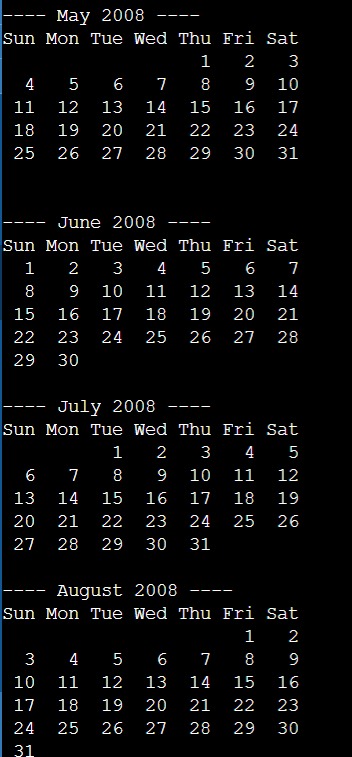 ---- May 2008 ----
Sun Mon Tue Wed Thu Fri Sat
                  1   2   3
  4   5   6   7   8   9  10
 11  12  13  14  15  16  17
 18  19  20  21  22  23  24
 25  26  27  28  29  30  31
---- June 2008 ----
Sun Mon Tue Wed Thu Fri Sat
  1   2   3   4   5   6   7
  8   9  10  11  12  13  14
 15  16  17  18  19  20  21
 22  23  24  25  26  27  28
 29  30
---- July 2008 ----
Sun Mon Tue Wed Thu Fri Sat
          1   2   3   4   5
  6   7   8   9  10  11  12
 13  14  15  16  17  18  19
 20  21  22  23  24  25  26
 27  28  29  30  31
---- August 2008 ----
Sun Mon Tue Wed Thu Fri Sat
                      1   2
  3   4   5   6   7   8   9
 10  11  12  13  14  15  16
 17  18  19  20  21  22  23
 24  25  26  27  28  29  30
 31